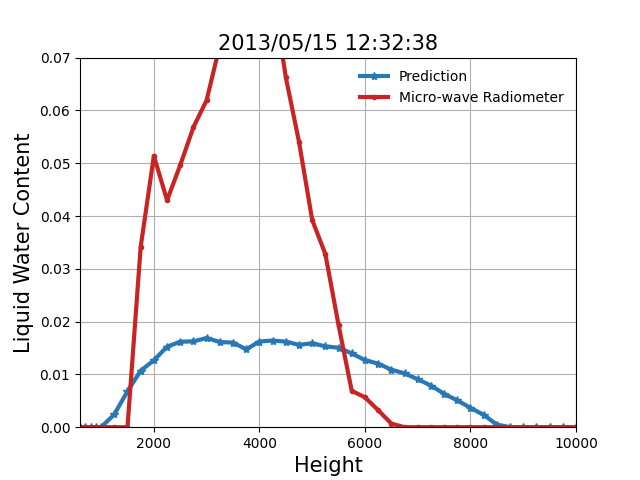 2013/05/15 12:32:38
0.07
0.06
0.05
0.04
0.03
0.02
0.01
0.00
Liquid Water Content
Prediction
Micro-wave Radiometer
2000 4000 6000 8000 10000
Height